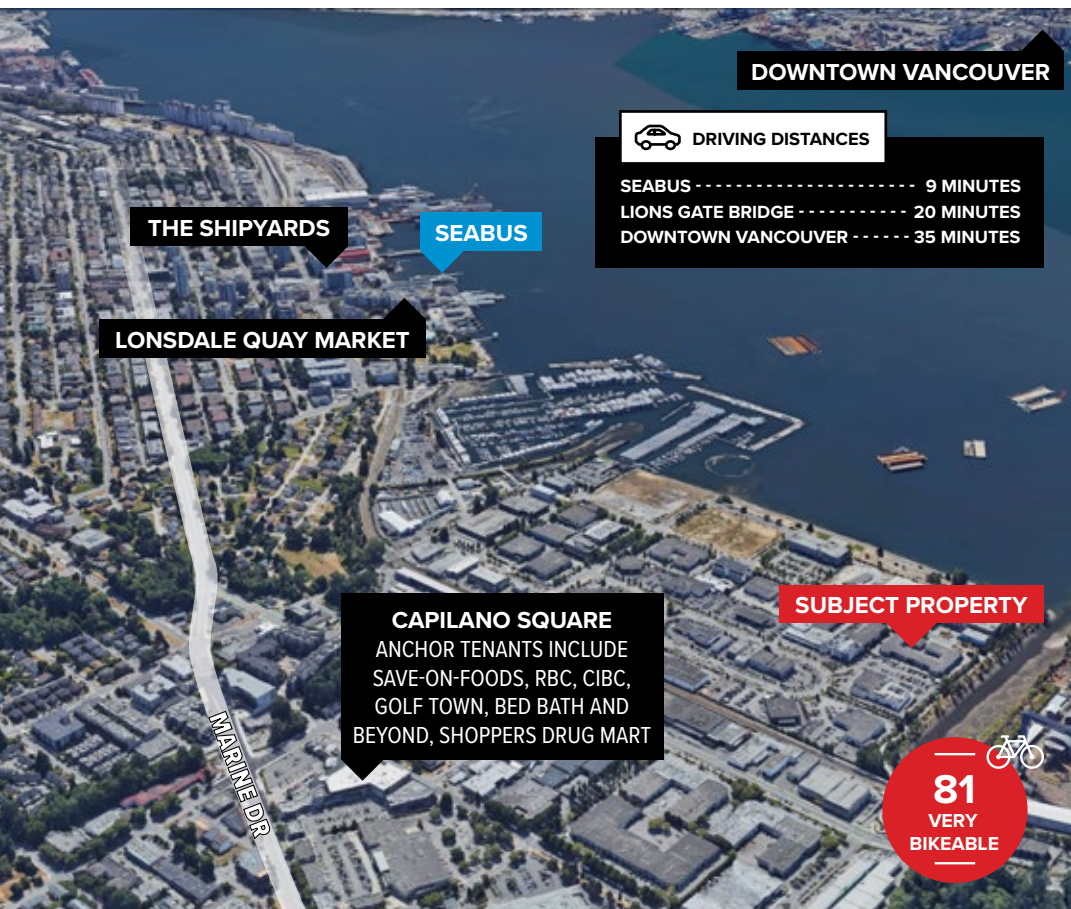 DOWNTOWN VANCOUVER
DRIVING DISTANCES
SEABUS - - - - - - - - - - - - - - - - - - - - - - 9 MINUTES
LIONS GATE BRIDGE - - - - - - - - - - - 20 MINUTES
DOWNTOWN VANCOUVER - - - - - - 35 MINUTES
THE SHIPYARDS
SEABUS
LONSDALE QUAY MARKET
SUBJECT PROPERTY
CAPILANO SQUARE
ANCHOR TENANTS INCLUDE
SAVE-ON-FOODS, RBC, CIBC,
GOLF TOWN, BED BATH AND
BEYOND, SHOPPERS DRUG MART
MARINE DR
81
VERY
BIKEABLE